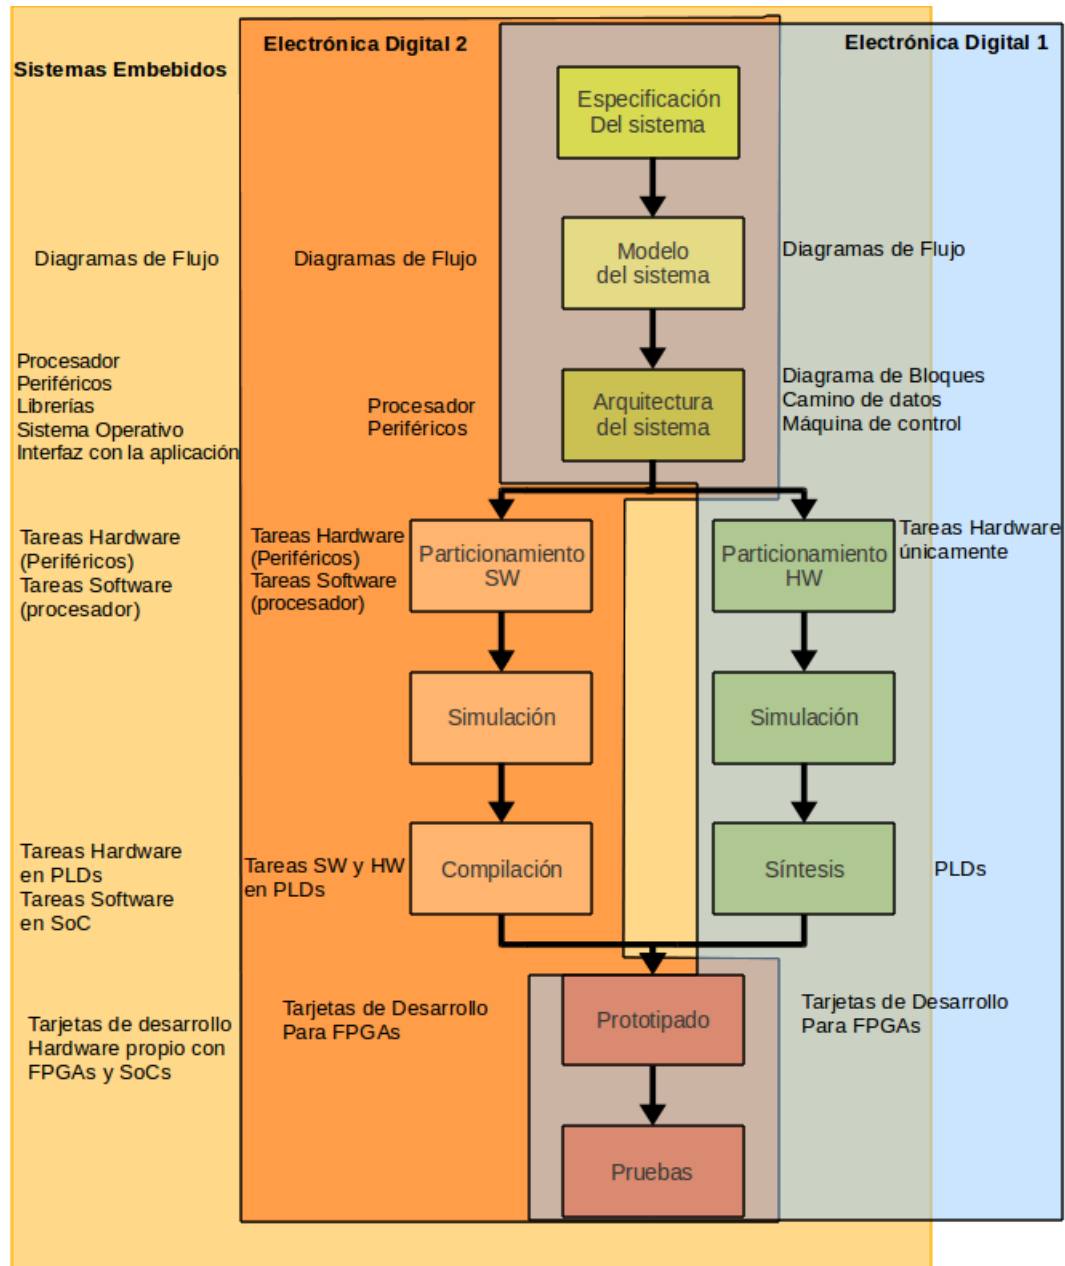 Electrónica Digital 2
Electrónica Digital 1
Sistemas Embebidos
Especificación
Del sistema
Diagramas de Flujo
Diagramas de Flujo
Modelo
del sistema
Diagramas de Flujo
Procesador
Periféricos
Librerías
Sistema Operativo
Interfaz con la aplicación
Procesador
Periféricos
Arquitectura
del sistema
Diagrama de Bloques
Camino de datos
Máquina de control
Tareas Hardware
(Periféricos)
Tareas Software
(procesador)
Tareas Hardware
(Periféricos)
Tareas Software
(procesador)
Particionamiento
SW
Particionamiento
HW
Tareas Hardware
únicamente
Simulación
Simulación
Tareas Hardware
en PLDs
Tareas Software
en SoC
Tareas SW y HW
en PLDs
Compilación
Síntesis
PLDs
Tarjetas de desarrollo
Hardware propio con
FPGAs y SoCs
Tarjetas de Desarrollo
Para FPGAs
Prototipado
Tarjetas de Desarrollo
Para FPGAs
Pruebas